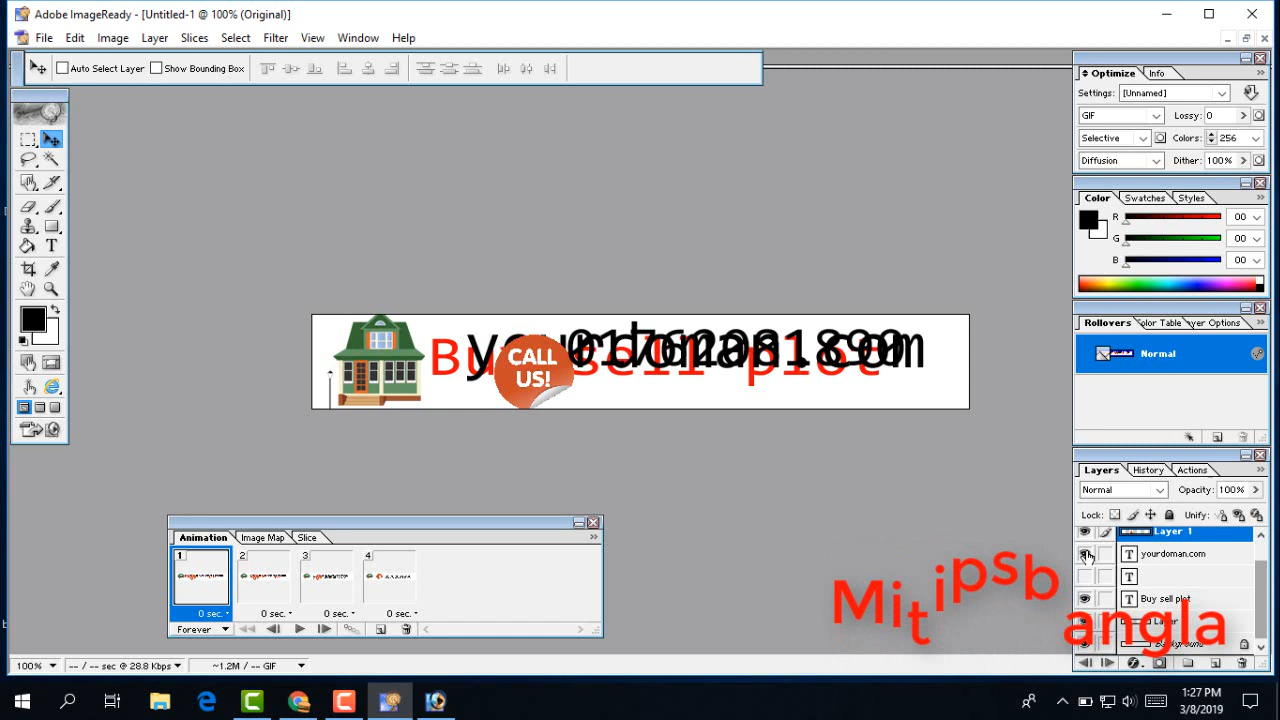 Adobe ImageReady - [Untitled-1 @ 100% (Original)]
File Edit Image Layer Slices Select Filter View Window Help
Auto Select Layer Show Bounding Box
Optimize Info
Settings: [Unnamed]
GIF Lossy: 0
Selective Colors: 256
Diffusion Dither: 100%
Color Swatches Styles
R 00
G 00
B 00
Rollovers Color Table Layer Options
Normal
yourdoman.com
01762081890
Buy sell plot
CALL
US!
Layers History Actions
Normal Opacity: 100%
Lock: Unify:
Layer 1
yourdoman.com
Buy sell plot
Layer
Background
Animation Image Map Slice
1 2 3 4
0 sec. 0 sec. 0 sec. 0 sec.
Forever
Mitipsb
angla
100% -- / -- sec @ 28.8 Kbps ~1.2M / -- GIF
1:27 PM
3/8/2019